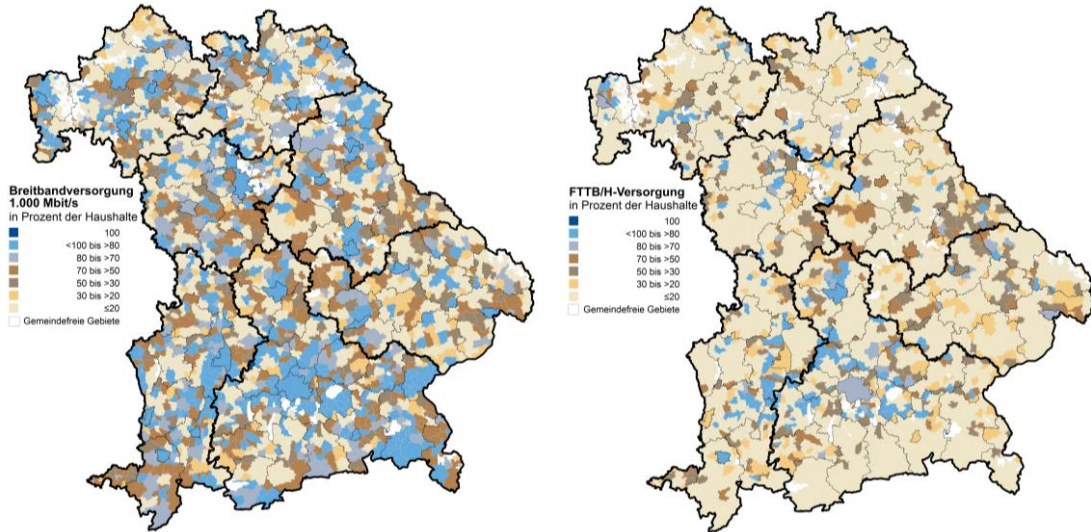 Breitbandversorgung
1.000 Mbit/s
in Prozent der Haushalte
100
<100 bis >80
80 bis >70
70 bis >50
50 bis >30
30 bis >20
≤20
Gemeindefreie Gebiete
FTTB/H-Versorgung
in Prozent der Haushalte
100
<100 bis >80
80 bis >70
70 bis >50
50 bis >30
30 bis >20
≤20
Gemeindefreie Gebiete